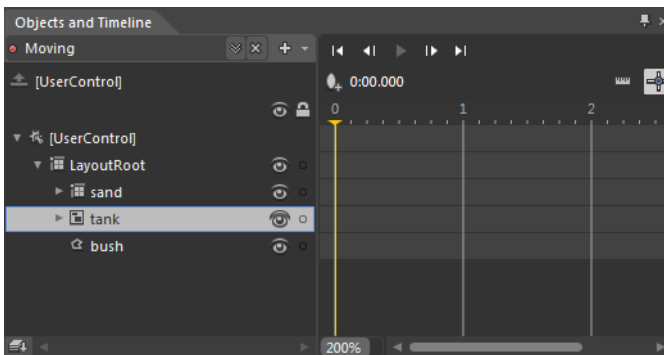 Objects and Timeline
Moving
[UserControl]
0:00.000
0 1 2
[UserControl]
LayoutRoot
sand
tank
bush
200%